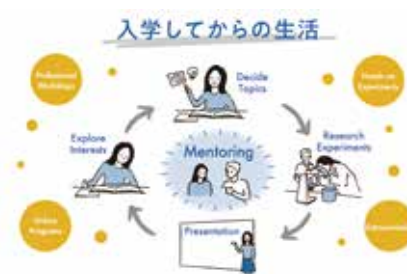 入学してからの生活
Professional
Workshops
Decide
Topics
Hands-on
Explore
Interests
Mentoring
Research
Experiments
Online
Programs
Presentation